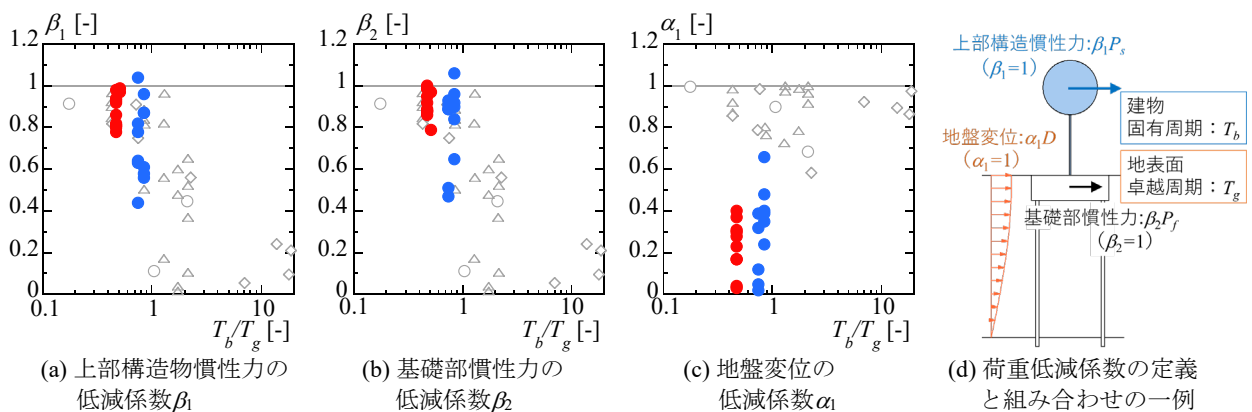 β1 [-]
1.2
1
0.8
0.6
0.4
0.2
0
0.1
1
10
Tb/Tg [-]
(a) 上部構造物慣性力の
低減係数β1
β2 [-]
1.2
1
0.8
0.6
0.4
0.2
0
0.1
1
10
Tb/Tg [-]
(b) 基礎部慣性力の
低減係数β2
α1 [-]
1.2
1
0.8
0.6
0.4
0.2
0
0.1
1
10
Tb/Tg [-]
(c) 地盤変位の
低減係数α1
上部構造慣性力:β1Ps
(β1=1)
建物
固有周期：Tb
地盤変位:α1D
(α1=1)
地表面
卓越周期：Tg
基礎部慣性力:β2Pf
(β2=1)
(d) 荷重低減係数の定義
と組み合わせの一例